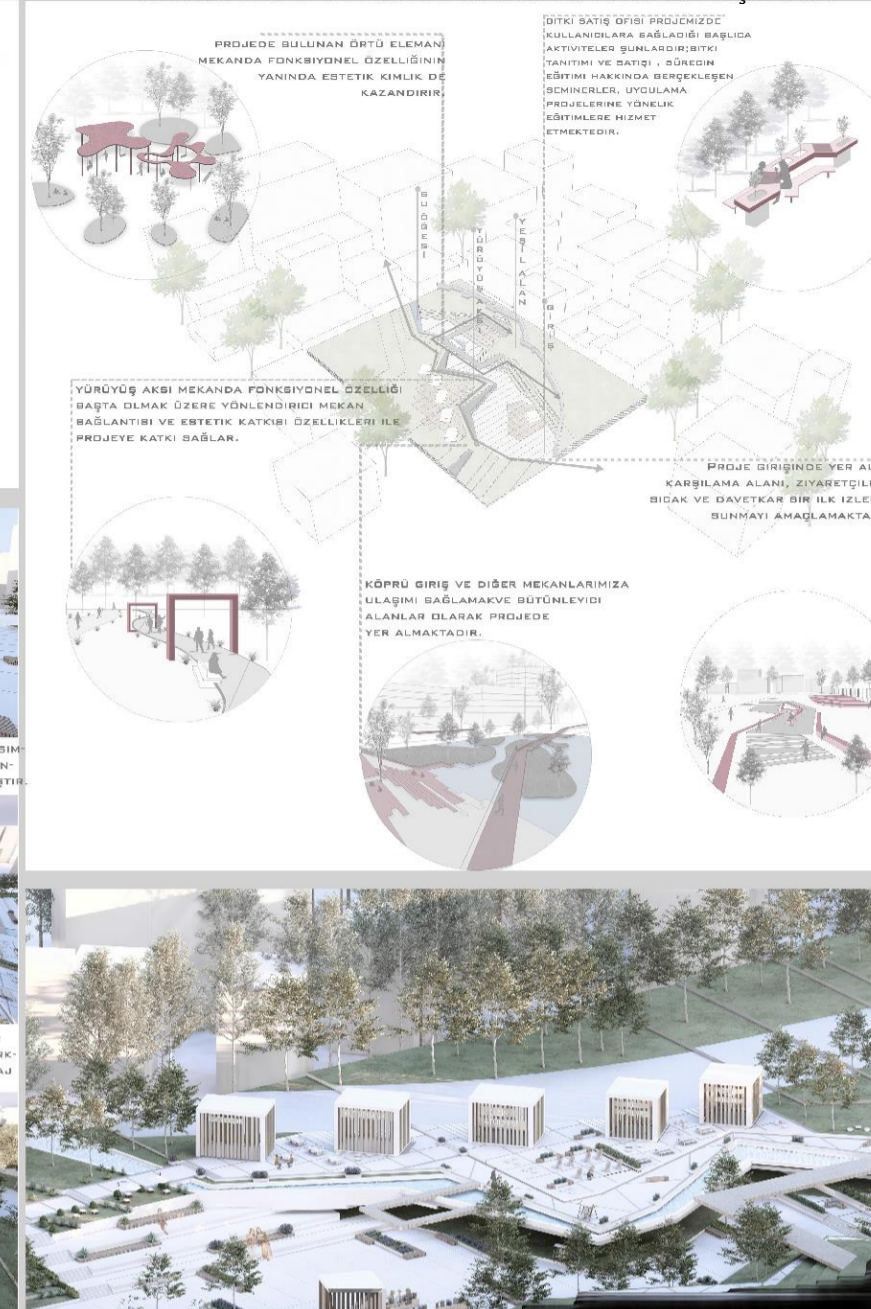 PROJEDE BULUNAN ÖRTÜ ELEMANI
MEKANDA FONKSİYONEL ÖZELLİĞİNİN
YANINDA ESTETİK KİMLİK DE
KAZANDIRIR.
BİTKİ SATIŞ OFİSİ PROJEMİZDE
KULLANICILARA SAĞLADIĞI BAŞLICA
AKTİVİTELER ŞUNLARDIR;BİTKİ
TANITIMI VE SATIŞI , SÜRECİN
EĞİTİMİ HAKKINDA GERÇEKLEŞEN
SEMİNERLER, UYGULAMA
PROJELERİNE YÖNELİK
EĞİTİMLERE HİZMET
ETMEKTEDİR.
SU ÖĞESİ
YÜRÜYÜŞ AKSI
YEŞİL ALAN
GİRİŞ
YÜRÜYÜŞ AKSI MEKANDA FONKSİYONEL ÖZELLİĞİ
BAŞTA OLMAK ÜZERE YÖNLENDİRİCİ MEKAN
BAĞLANTISI VE ESTETİK KATKISI ÖZELLİKLERİ İLE
PROJEYE KATKI SAĞLAR.
PROJE GİRİŞİNDE YER AL
KARŞILAMA ALANI, ZİYARETÇİL
SICAK VE DAVETKAR BİR İLK İZLE
SUNMAYI AMAÇLAMAKTA
KÖPRÜ GİRİŞ VE DİĞER MEKANLARIMIZA
ULAŞIMI SAĞLAMAKVE BÜTÜNLEYİCİ
ALANLAR OLARAK PROJEDE
YER ALMAKTADIR.
SIM-
N-
ŞTIR.
RK-
AJ